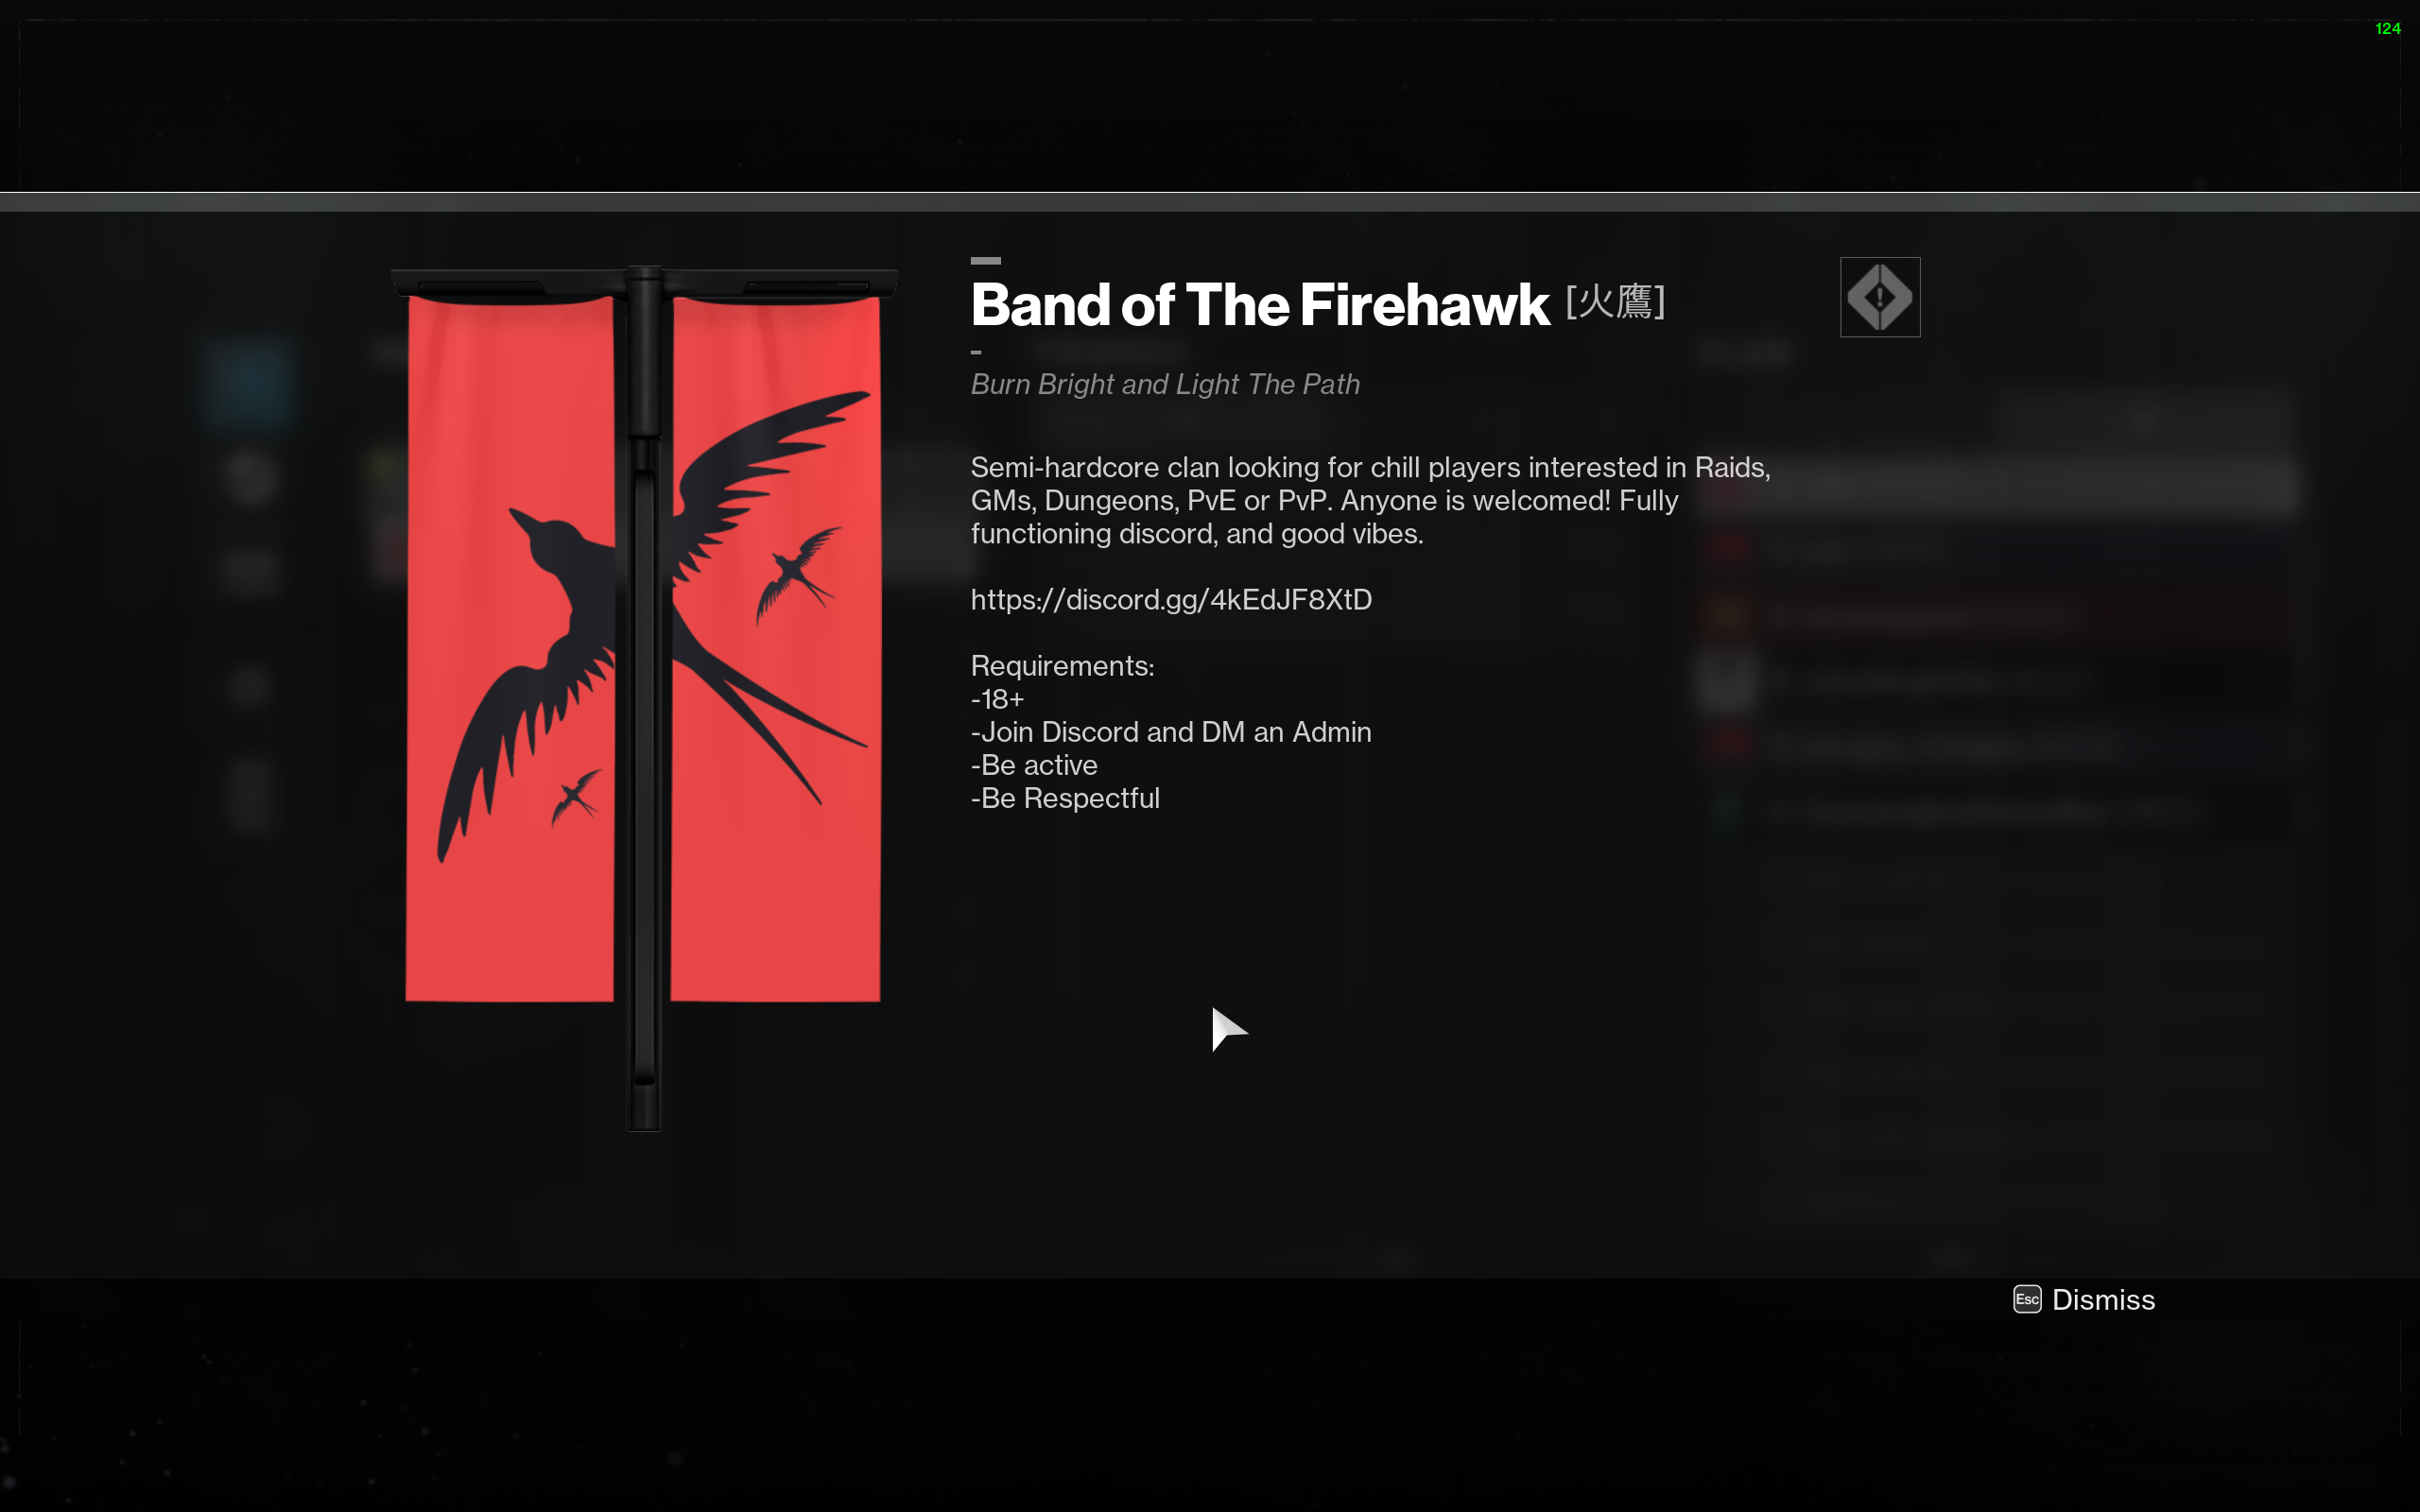 124
Band of The Firehawk [火鷹]
Burn Bright and Light The Path
Semi-hardcore clan looking for chill players interested in Raids,
GMs, Dungeons, PvE or PvP. Anyone is welcomed! Fully
functioning discord, and good vibes.
https://discord.gg/4kEdJF8XtD
Requirements:
-18+
-Join Discord and DM an Admin
-Be active
-Be Respectful
Esc Dismiss